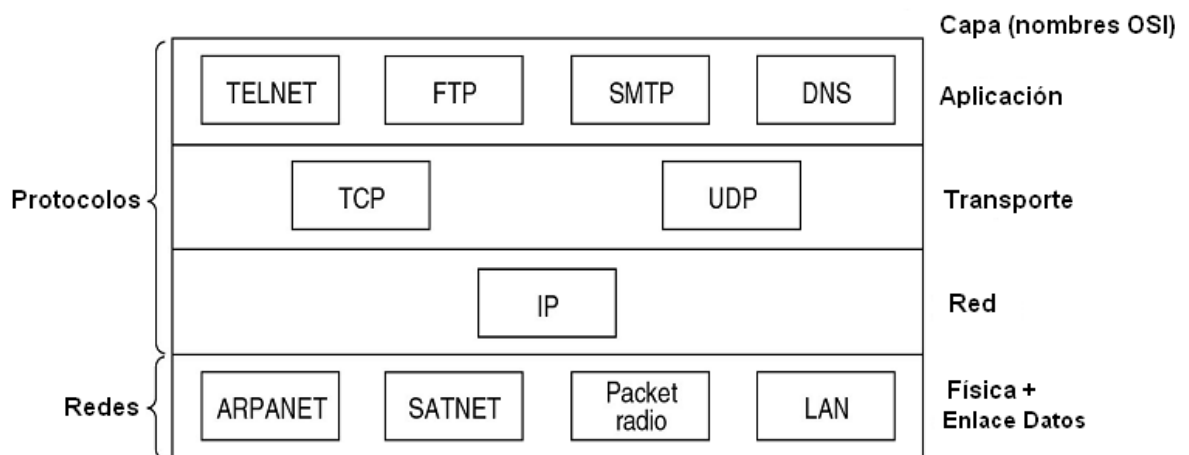 Capa (nombres OSI)
TELNET FTP SMTP DNS Aplicación
Protocolos TCP UDP Transporte
IP Red
Redes ARPANET SATNET Packet radio LAN Física +
Enlace Datos